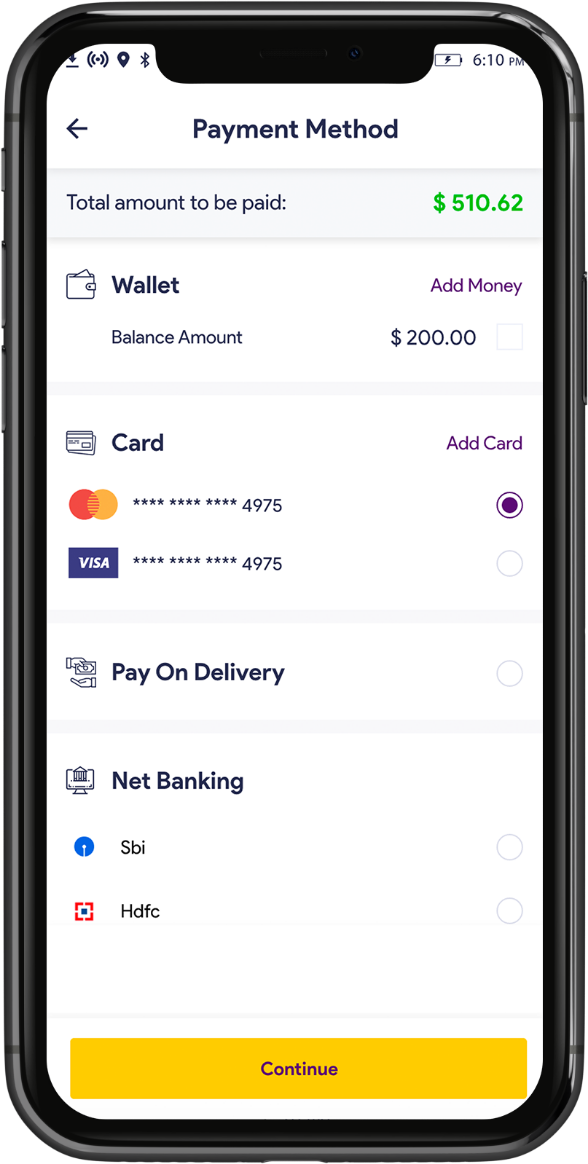 6:10 PM
Payment Method
Total amount to be paid: $ 510.62
Wallet Add Money
Balance Amount $ 200.00
Card Add Card
**** **** **** 4975
VISA **** **** **** 4975
Pay On Delivery
Net Banking
Sbi
Hdfc
Continue